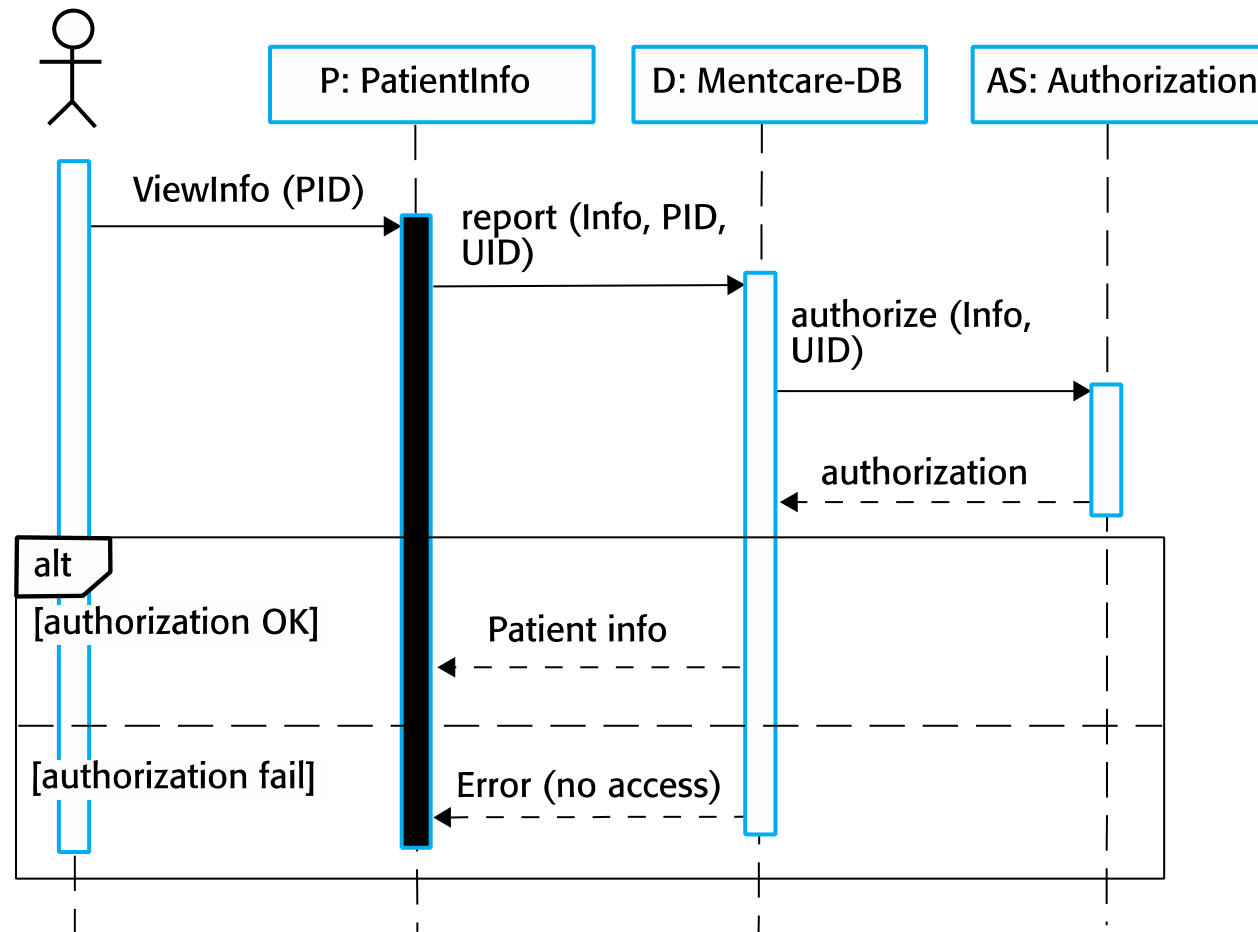 P: PatientInfo
D: Mentcare-DB
AS: Authorization
ViewInfo (PID)
report (Info, PID,
UID)
authorize (Info,
UID)
authorization
alt
[authorization OK]
Patient info
[authorization fail]
Error (no access)